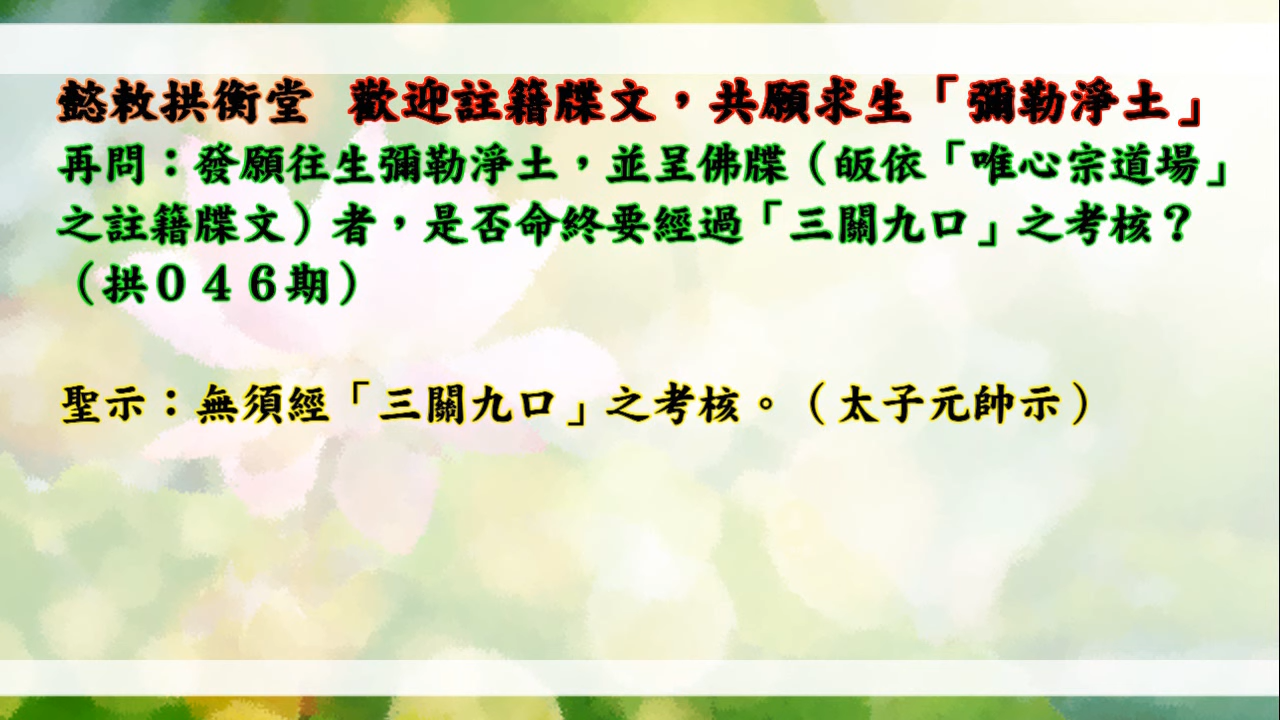 懿敕拱衡堂 歡迎註籍牒文，共願求生「彌勒淨土」
再問：發願往生彌勒淨土，並呈佛牒（皈依「唯心宗道場」
之註籍牒文）者，是否命終要經過「三關九口」之考核？
（拱０４６期）
聖示：無須經「三關九口」之考核。（太子元帥示）